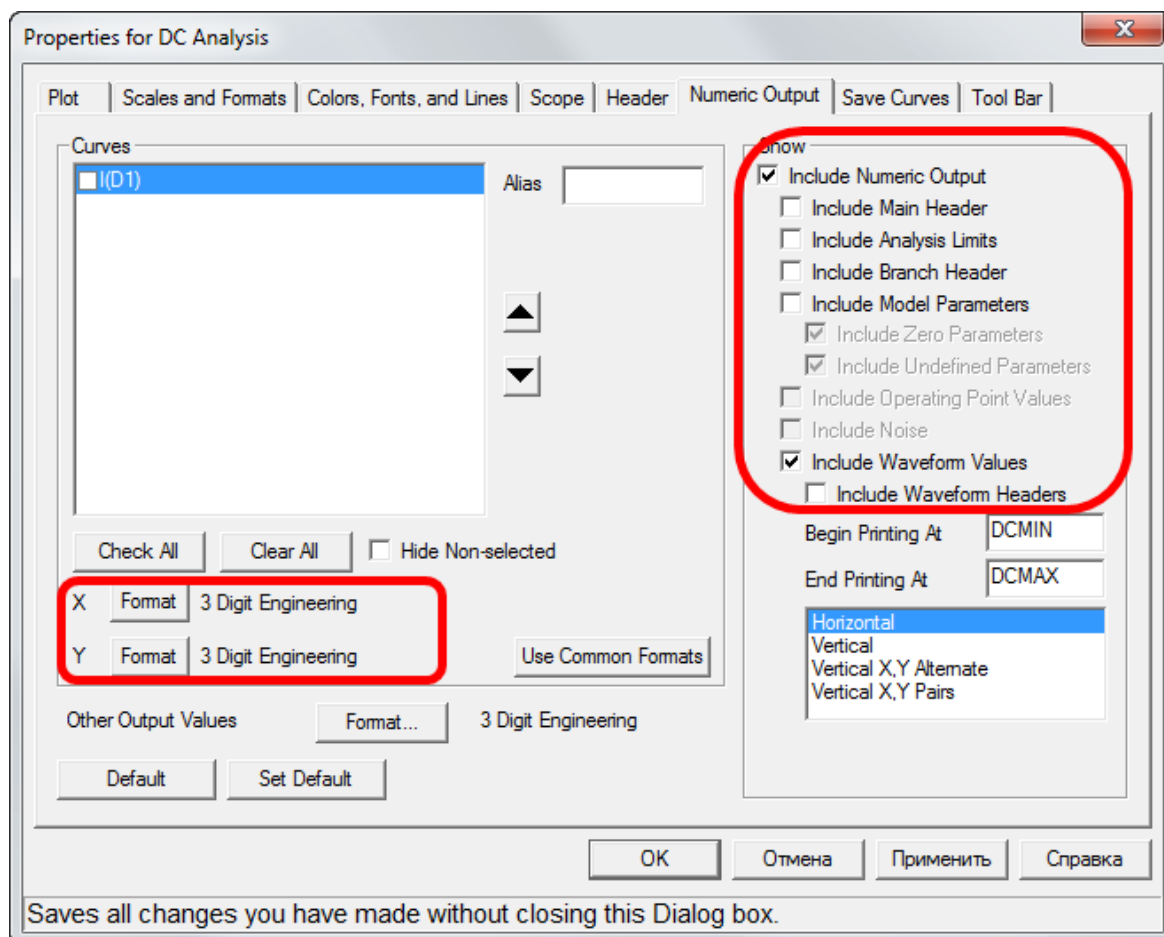 Properties for DC Analysis
X
Plot
Scales and Formats
Colors, Fonts, and Lines
Scope
Header
Numeric Output
Save Curves
Tool Bar
Curves
I(D1)
Alias
Check All
Clear All
Hide Non-selected
X
Format
3 Digit Engineering
Y
Format
3 Digit Engineering
Use Common Formats
Other Output Values
Format...
3 Digit Engineering
Default
Set Default
Show
Include Numeric Output
Include Main Header
Include Analysis Limits
Include Branch Header
Include Model Parameters
Include Zero Parameters
Include Undefined Parameters
Include Operating Point Values
Include Noise
Include Waveform Values
Include Waveform Headers
Begin Printing At
DCMIN
End Printing At
DCMAX
Horizontal
Vertical
Vertical X,Y Alternate
Vertical X,Y Pairs
OK
Отмена
Применить
Справка
Saves all changes you have made without closing this Dialog box.